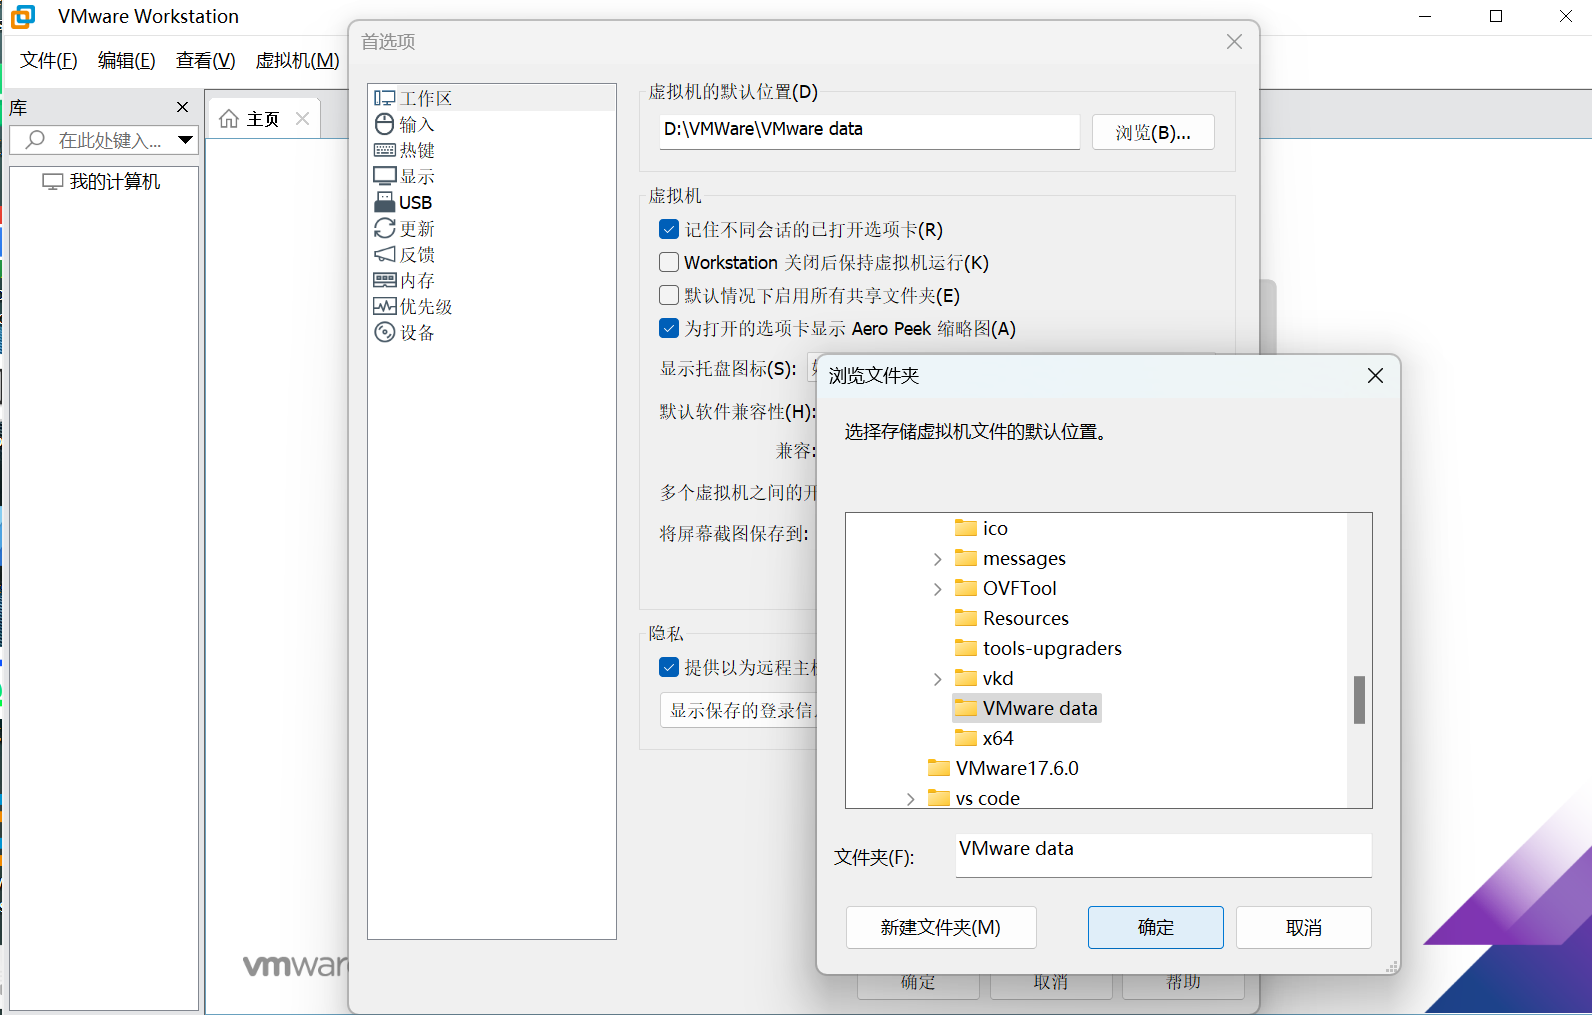 VMware Workstation
文件(F) 编辑(E) 查看(V) 虚拟机(M)
库
在此处键入...
我的计算机
主页
vmwar
首选项
工作区
输入
热键
显示
USB
更新
反馈
内存
优先级
设备
虚拟机的默认位置(D)
D:\VMWare\VMware data
浏览(B)...
虚拟机
记住不同会话的已打开选项卡(R)
Workstation 关闭后保持虚拟机运行(K)
默认情况下启用所有共享文件夹(E)
为打开的选项卡显示 Aero Peek 缩略图(A)
显示托盘图标(S):
默认软件兼容性(H):
兼容:
多个虚拟机之间的开
将屏幕截图保存到:
隐私
提供以为远程主
显示保存的登录信
确定 取消 帮助
浏览文件夹
选择存储虚拟机文件的默认位置。
ico
messages
OVFTool
Resources
tools-upgraders
vkd
VMware data
x64
VMware17.6.0
vs code
文件夹(F): VMware data
新建文件夹(M) 确定 取消